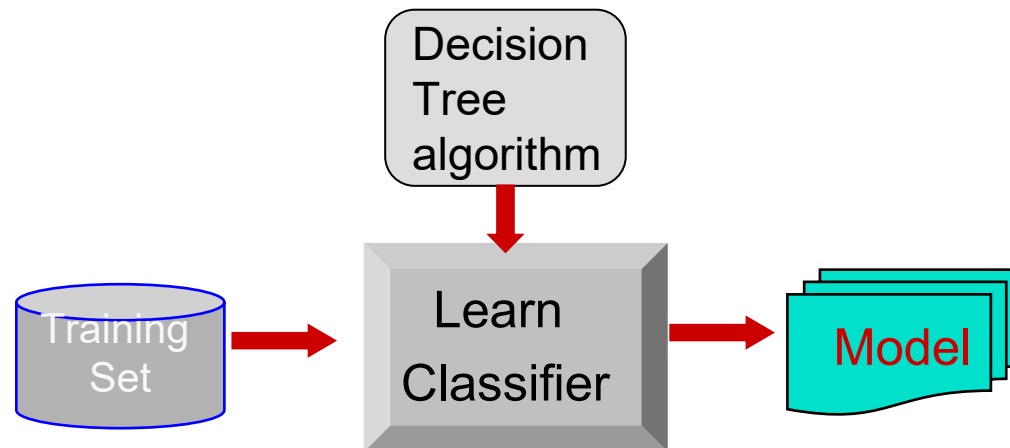 Decision
Tree
algorithm
Training
Set
Learn
Classifier
Model